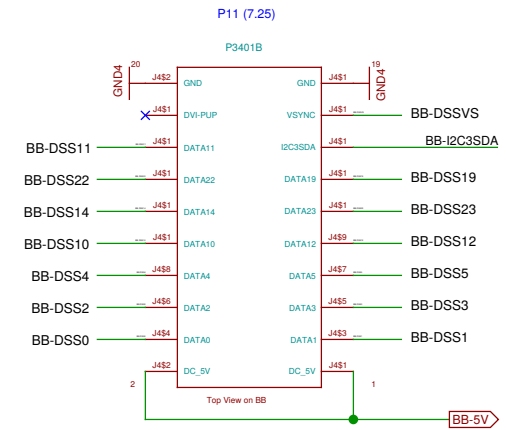 P11 (7.25)
P3401B
20 19
GND4 J4$2 GND GND J4$1 GND4
DVI-PUP J4$1 VSYNC J4$1 BB-DSSVS
BB-DSS11 J4$1 DATA11 I2C3SDA J4$1 BB-I2C3SDA
BB-DSS22 J4$1 DATA22 DATA19 J4$1 BB-DSS19
BB-DSS14 J4$1 DATA14 DATA23 J4$1 BB-DSS23
BB-DSS10 J4$1 DATA10 DATA12 J4$9 BB-DSS12
BB-DSS4 J4$8 DATA4 DATA5 J4$7 BB-DSS5
BB-DSS2 J4$6 DATA2 DATA3 J4$5 BB-DSS3
BB-DSS0 J4$4 DATA0 DATA1 J4$3 BB-DSS1
J4$2 DC_5V DC_5V J4$1
2 1
Top View on BB
BB-5V